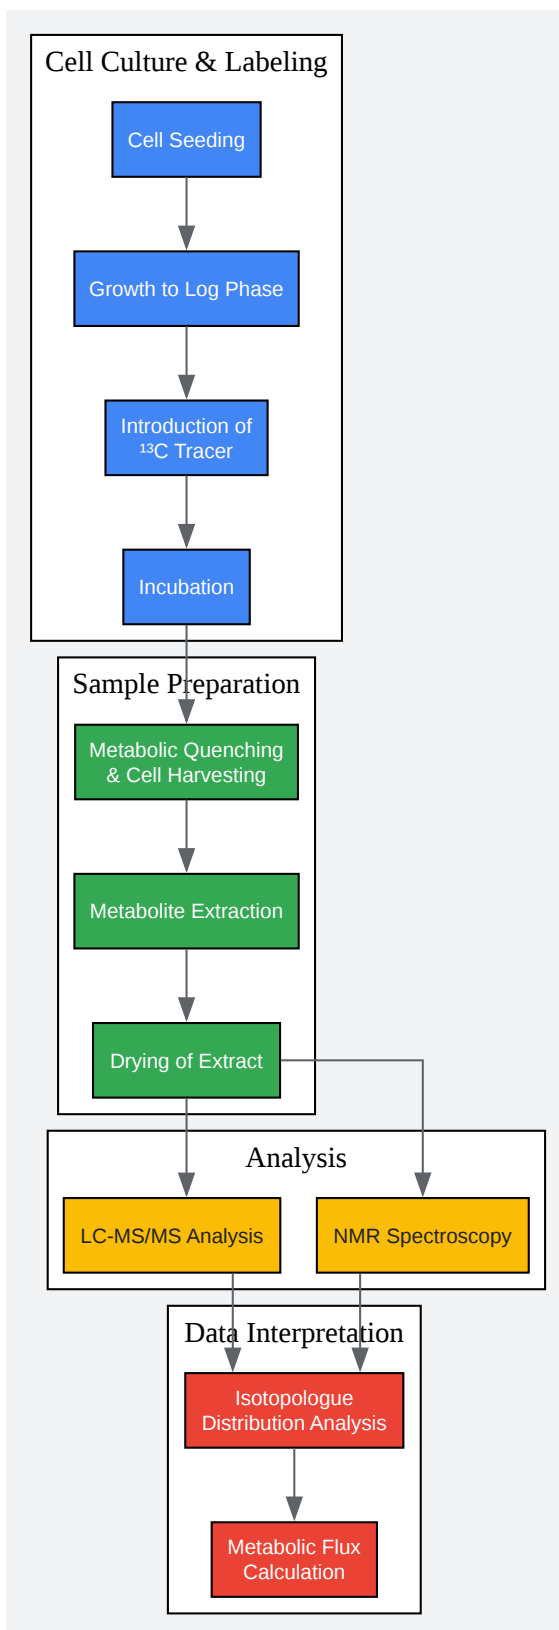 Cell Culture & Labeling
Cell Seeding
Growth to Log Phase
Introduction of
¹³C Tracer
Incubation
Sample Preparation
Metabolic Quenching
& Cell Harvesting
Metabolite Extraction
Drying of Extract
Analysis
LC-MS/MS Analysis
NMR Spectroscopy
Data Interpretation
Isotopologue
Distribution Analysis
Metabolic Flux
Calculation